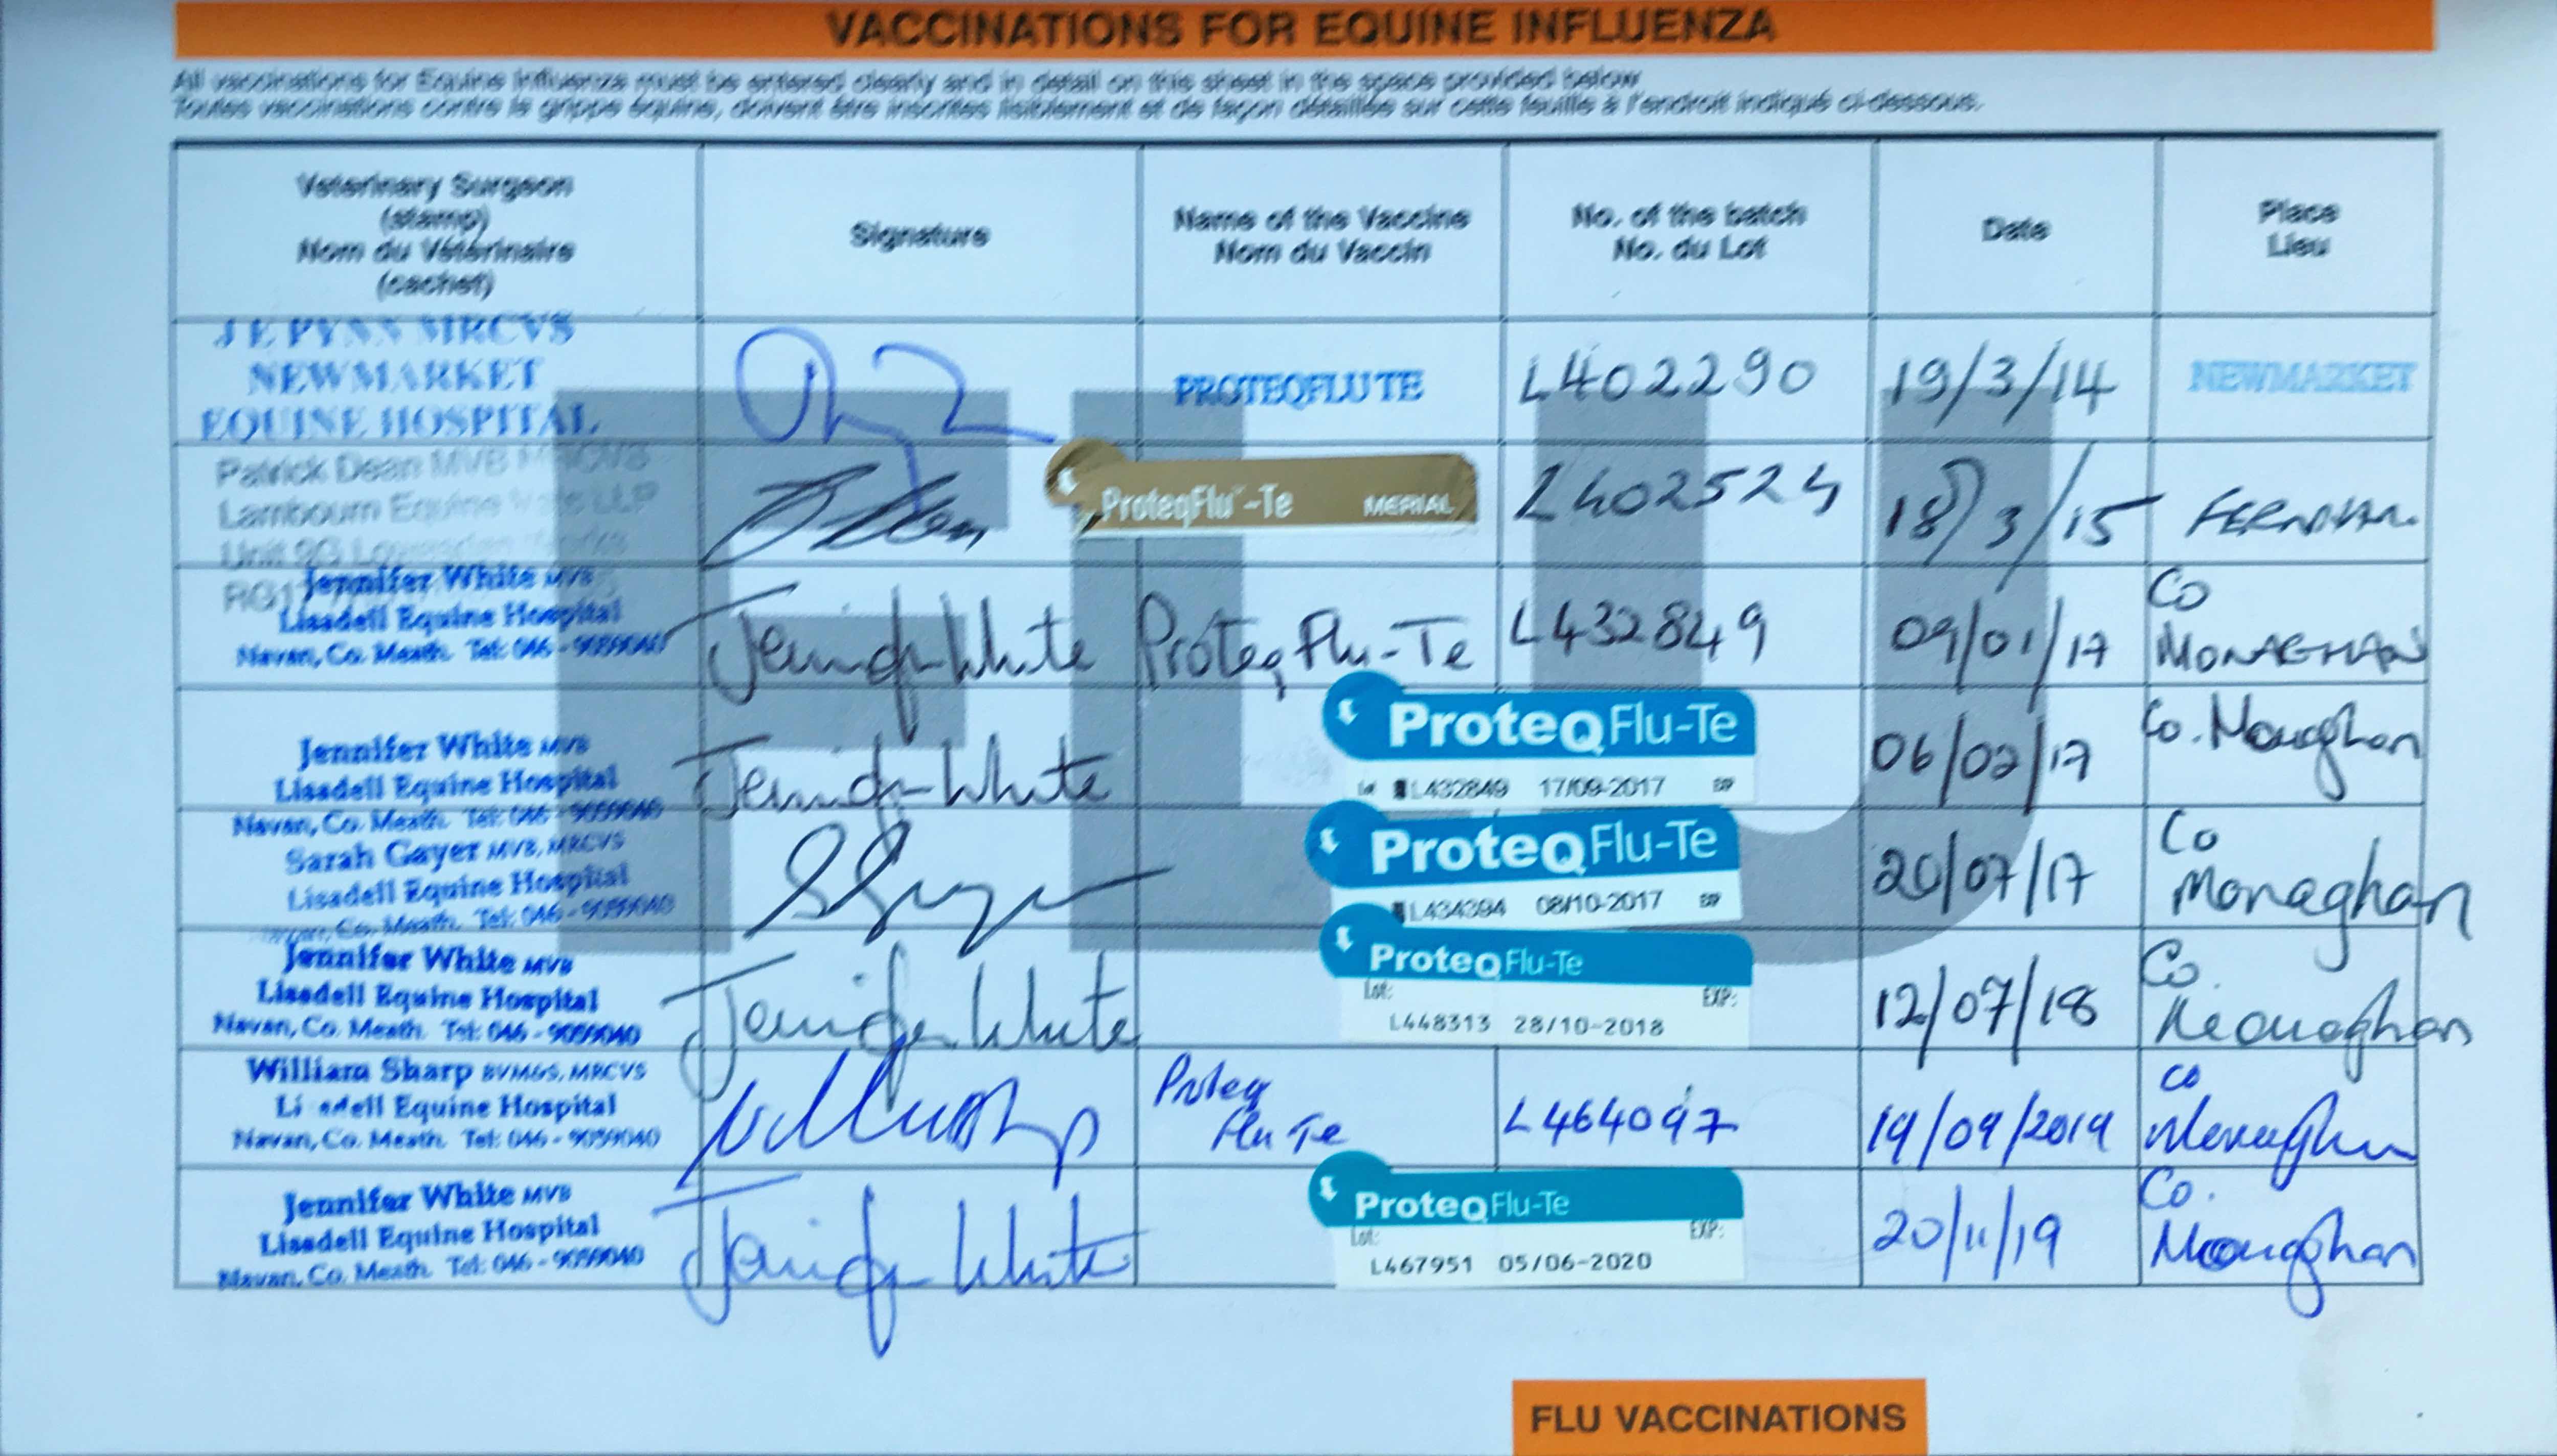 VACCINATIONS FOR EQUINE INFLUENZA
All vaccinations for Equine Influenza must be entered clearly and in detail on this sheet in the space provided below
Toutes vaccinations contre la grippe équine, doivent être inscrites lisiblement et de façon détaillée sur cette feuille à l'endroit indiqué ci-dessous.
Veterinary Surgeon
(stamp)
Nom du Véterinaire
(cachet)
Signature
Name of the Vaccine
Nom du Vaccin
No. of the batch
No. du Lot
Date
Place
Lieu
FLU
J E PYNN MRCVS
NEWMARKET
EQUINE HOSPITAL
PROTEQFLU TE
L402290
19/3/14
NEWMARKET
Patrick Dean MVB MRCVS
Lambourn Equine Vets LLP
Unit
ProteqFlu™-Te MERIAL
L402524
18/3/15
FERNHAM
Jennifer White MVB
Lisadell Equine Hospital
Navan, Co. Meath. Tel: 046 - 9059040
Jennifer White
Proteq Flu-Te
L432849
09/01/17
Co
MONAGHAN
Jennifer White MVB
Lisadell Equine Hospital
Navan, Co. Meath. Tel: 046 - 9059040
Jennifer White
ProteqFlu-Te
L432849 17/09-2017
06/02/17
Co. Monaghan
Sarah Gayer MVB, MRCVS
Lisadell Equine Hospital
Navan, Co. Meath. Tel: 046 - 9059040
ProteqFlu-Te
L434394 08/10-2017
20/07/17
Co
Monaghan
Jennifer White MVB
Lisadell Equine Hospital
Navan, Co. Meath. Tel: 046 - 9059040
Jennifer White
ProteqFlu-Te
Lot: EXP:
L448313 28/10-2018
12/07/18
Co.
Monaghan
William Sharp BVM&S, MRCVS
Li adell Equine Hospital
Navan, Co. Meath. Tel: 046 - 9059040
Proteq
Flu Te
L464097
19/09/2019
Co
Monaghan
Jennifer White MVB
Lisadell Equine Hospital
Navan, Co. Meath. Tel: 046 - 9059040
Jennifer White
ProteqFlu-Te
Lot: EXP:
L467951 05/06-2020
20/11/19
Co.
Monaghan
FLU VACCINATIONS